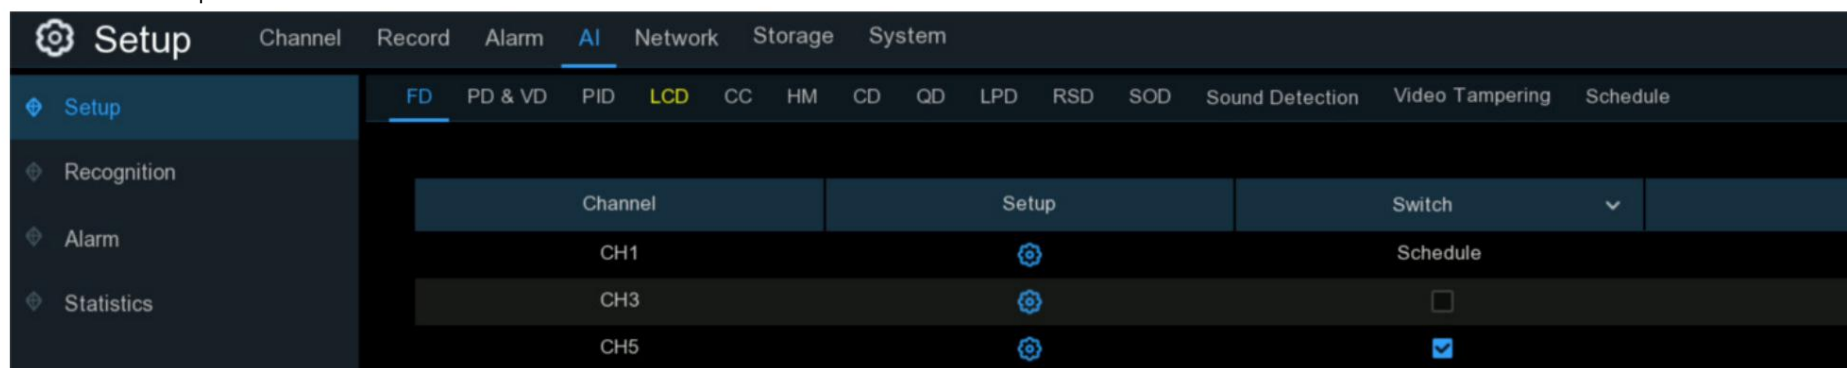 Setup Channel Record Alarm AI Network Storage System
Setup FD PD & VD PID LCD CC HM CD QD LPD RSD SOD Sound Detection Video Tampering Schedule
Recognition
Channel Setup Switch
Alarm
CH1 Schedule
Statistics
CH3
CH5